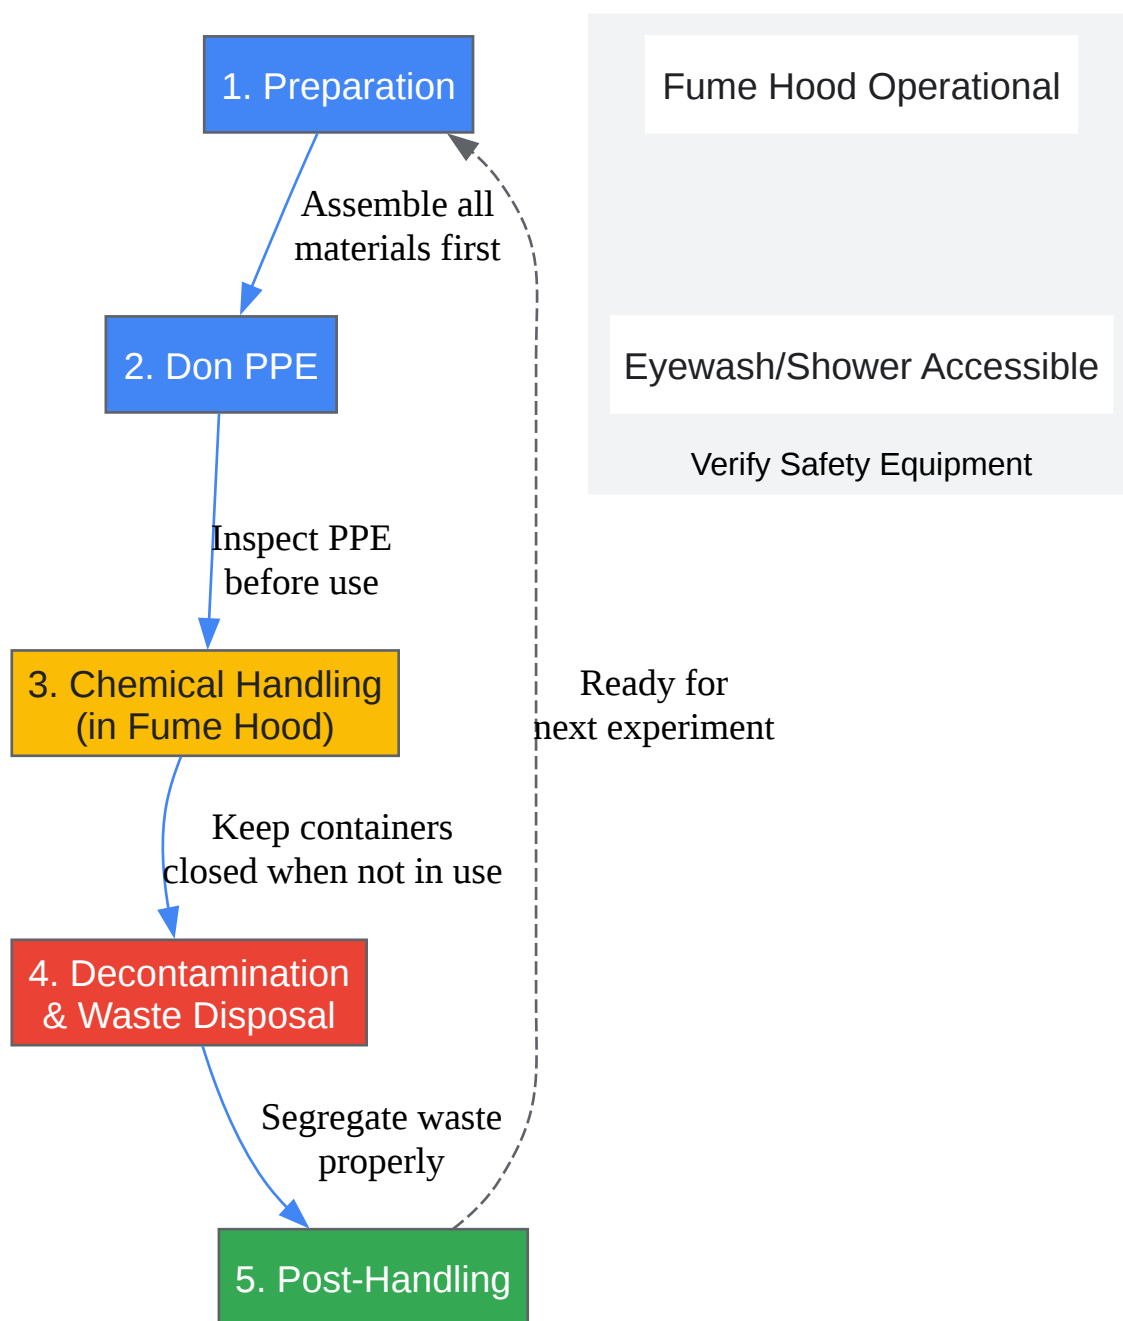 1. Preparation
Fume Hood Operational
Assemble all
materials first
2. Don PPE
Eyewash/Shower Accessible
Verify Safety Equipment
Inspect PPE
before use
3. Chemical Handling
(in Fume Hood)
Ready for
next experiment
Keep containers
closed when not in use
4. Decontamination
& Waste Disposal
Segregate waste
properly
5. Post-Handling